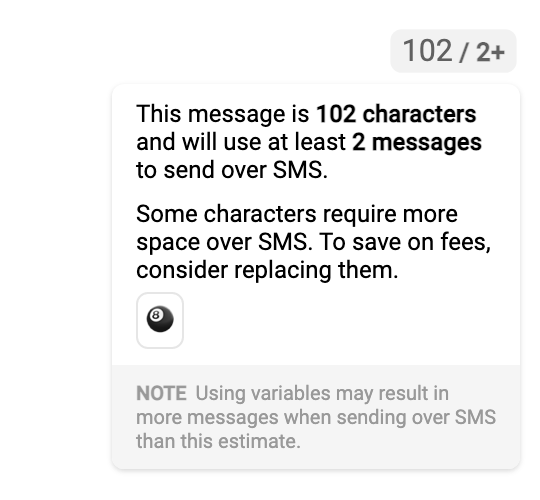 102 / 2+
This message is 102 characters
and will use at least 2 messages
to send over SMS.
Some characters require more
space over SMS. To save on fees,
consider replacing them.
🎱
NOTE Using variables may result in
more messages when sending over SMS
than this estimate.